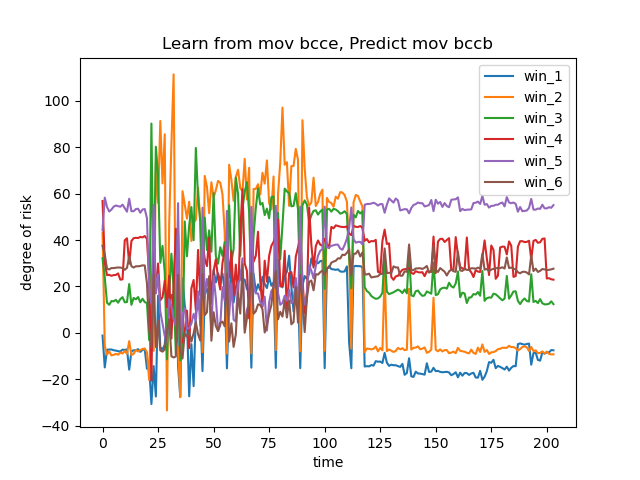 Learn from mov bcce, Predict mov bccb
win_1
win_2
win_3
win_4
win_5
win_6
degree of risk
100
80
60
40
20
0
−20
−40
0 25 50 75 100 125 150 175 200
time